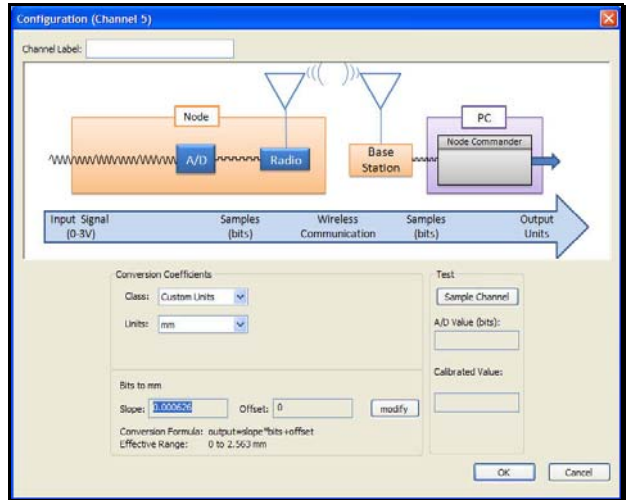 Configuration (Channel 5)
Channel Label:
Node
PC
Node Commander
A/D
Radio
Base
Station
Input Signal
(0-3V)
Samples
(bits)
Wireless
Communication
Samples
(bits)
Output
Units
Conversion Coefficients
Class: Custom Units
Units: mm
Test
Sample Channel
A/D Value (bits):
Calibrated Value:
Bits to mm
Slope: 0.000626 Offset: 0 modify
Conversion Formula: output=slope*bits+offset
Effective Range: 0 to 2.563 mm
OK Cancel